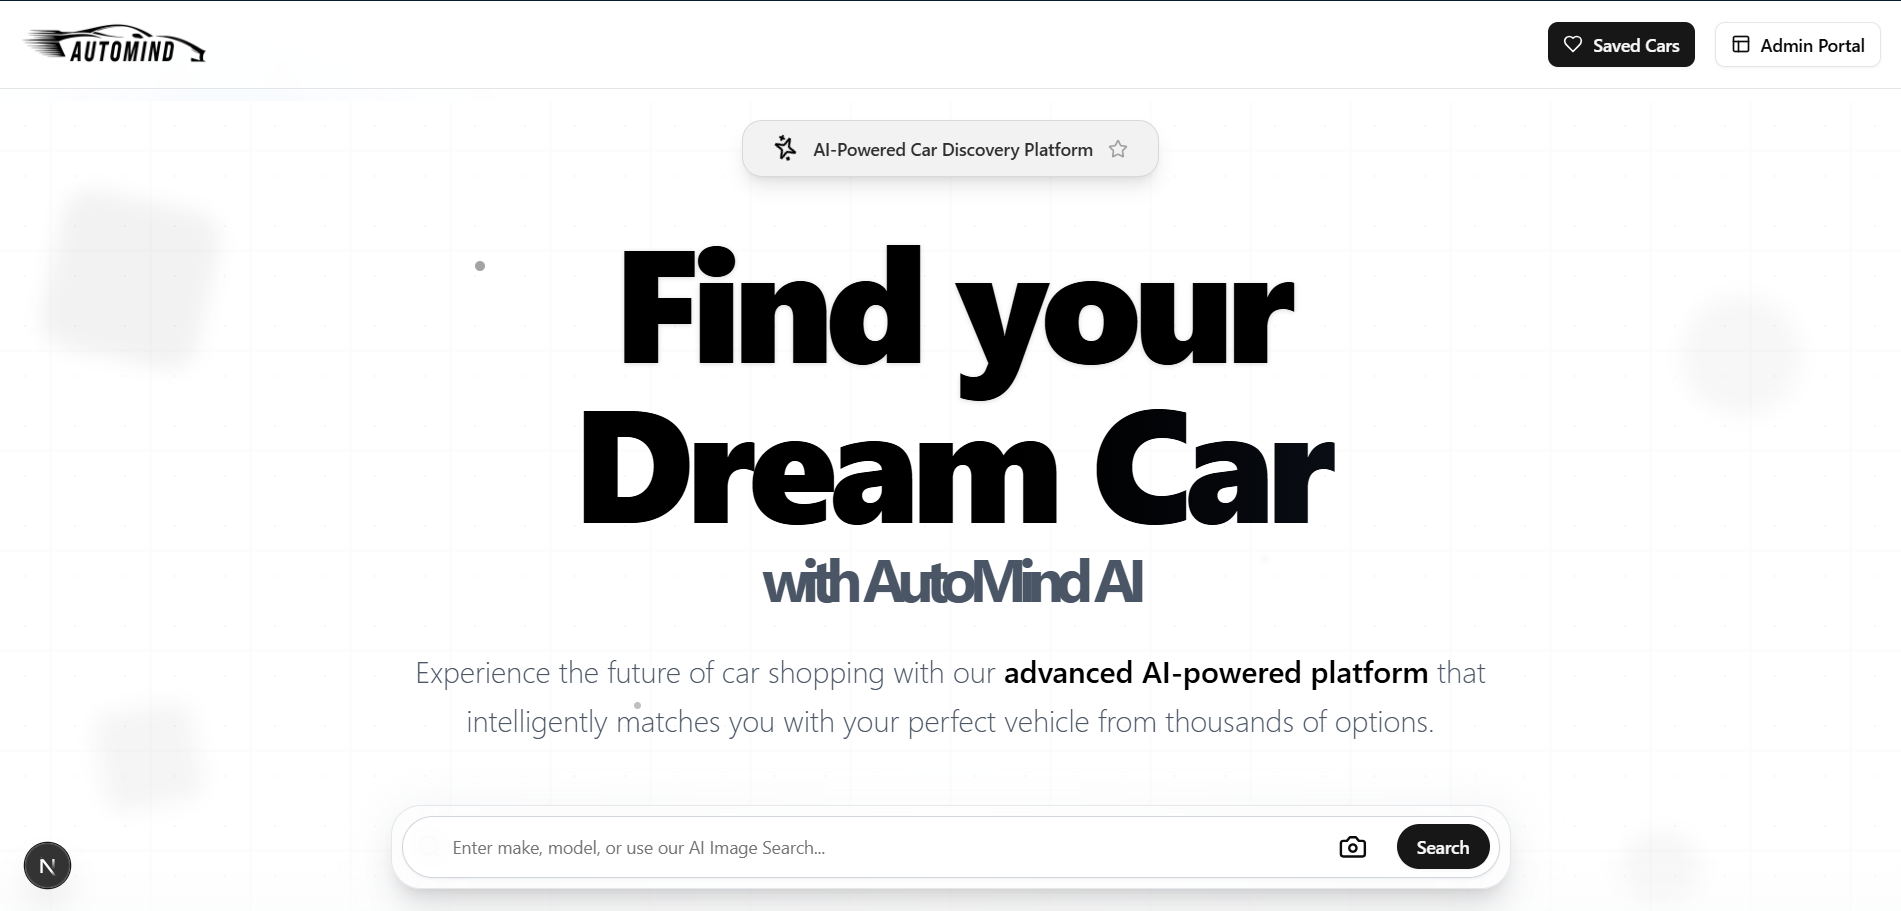 AUTOMIND
Saved Cars
Admin Portal
AI-Powered Car Discovery Platform
Find your
Dream Car
with AutoMind AI
Experience the future of car shopping with our advanced AI-powered platform that
intelligently matches you with your perfect vehicle from thousands of options.
Enter make, model, or use our AI Image Search...
Search
N